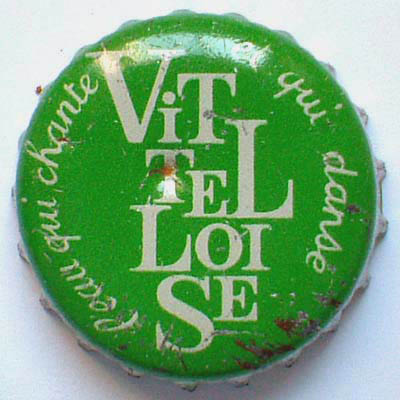 l'eau qui chante
qui danse
ViT
TEL
LOI
SE